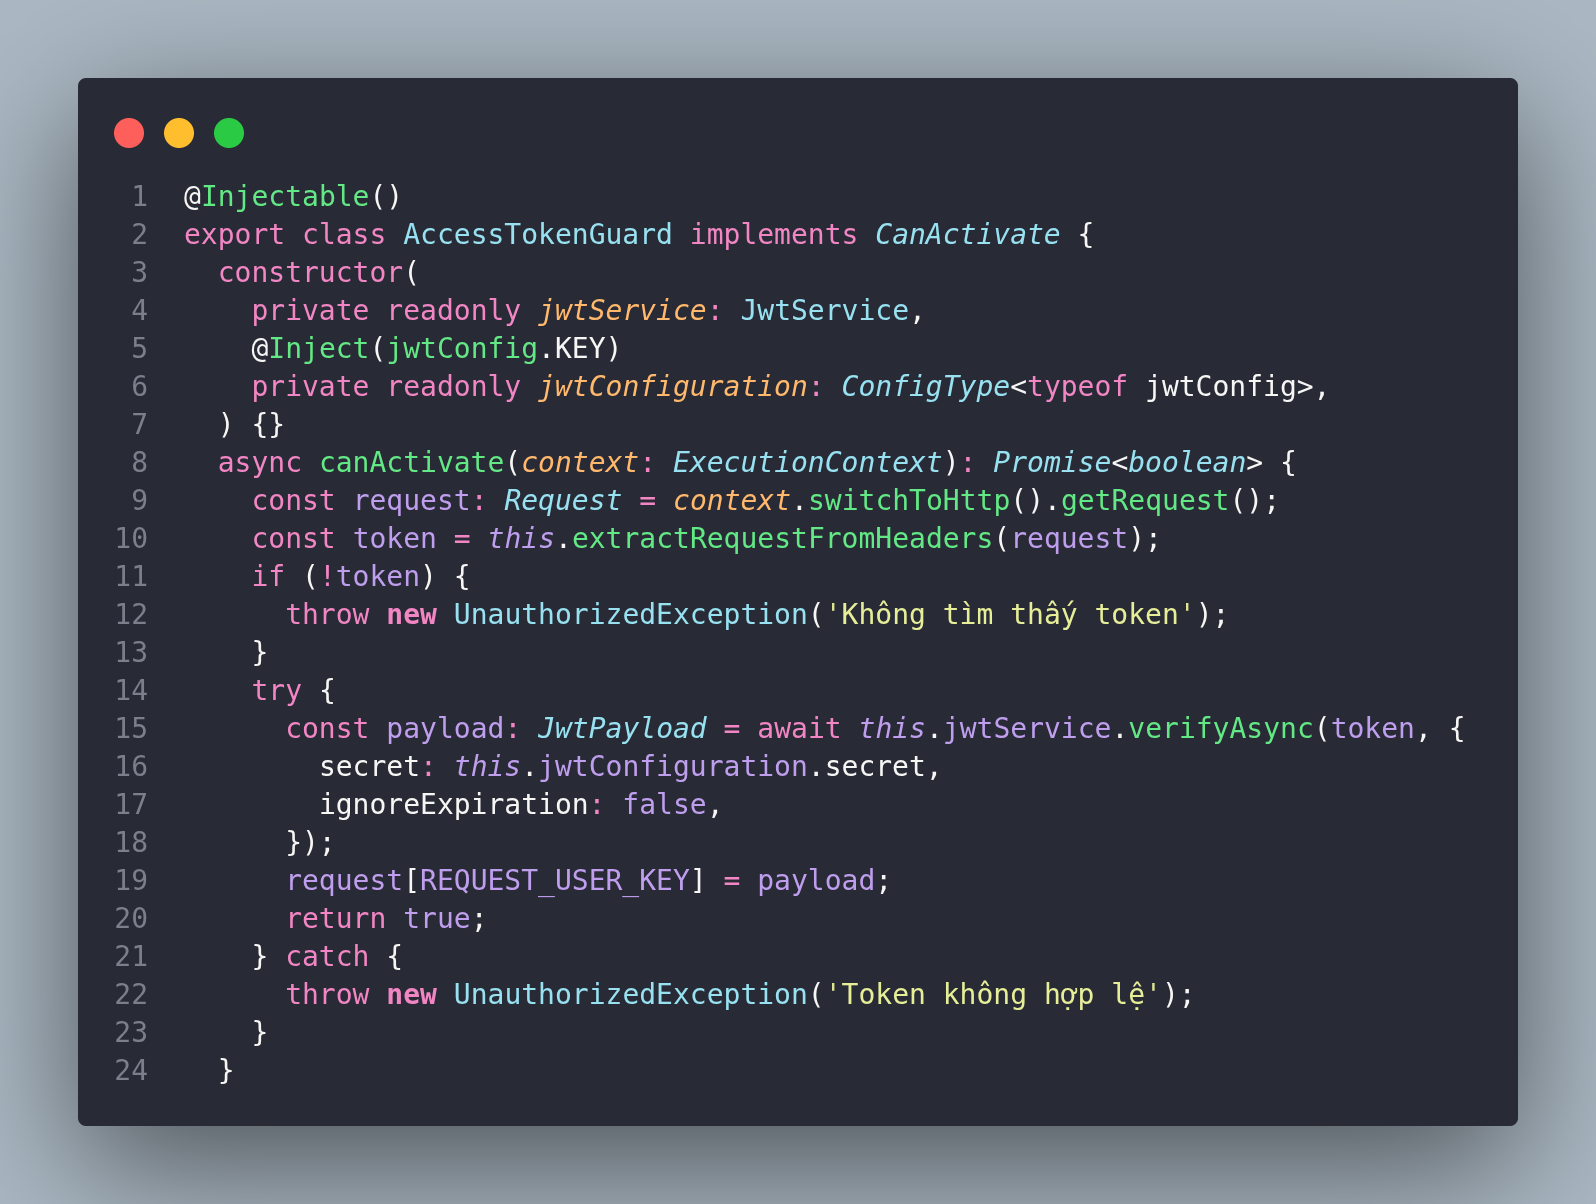 1 @Injectable()
2 export class AccessTokenGuard implements CanActivate {
3   constructor(
4     private readonly jwtService: JwtService,
5     @Inject(jwtConfig.KEY)
6     private readonly jwtConfiguration: ConfigType<typeof jwtConfig>,
7   ) {}
8   async canActivate(context: ExecutionContext): Promise<boolean> {
9     const request: Request = context.switchToHttp().getRequest();
10     const token = this.extractRequestFromHeaders(request);
11     if (!token) {
12       throw new UnauthorizedException('Không tìm thấy token');
13     }
14     try {
15       const payload: JwtPayload = await this.jwtService.verifyAsync(token, {
16         secret: this.jwtConfiguration.secret,
17         ignoreExpiration: false,
18       });
19       request[REQUEST_USER_KEY] = payload;
20       return true;
21     } catch {
22       throw new UnauthorizedException('Token không hợp lệ');
23     }
24   }